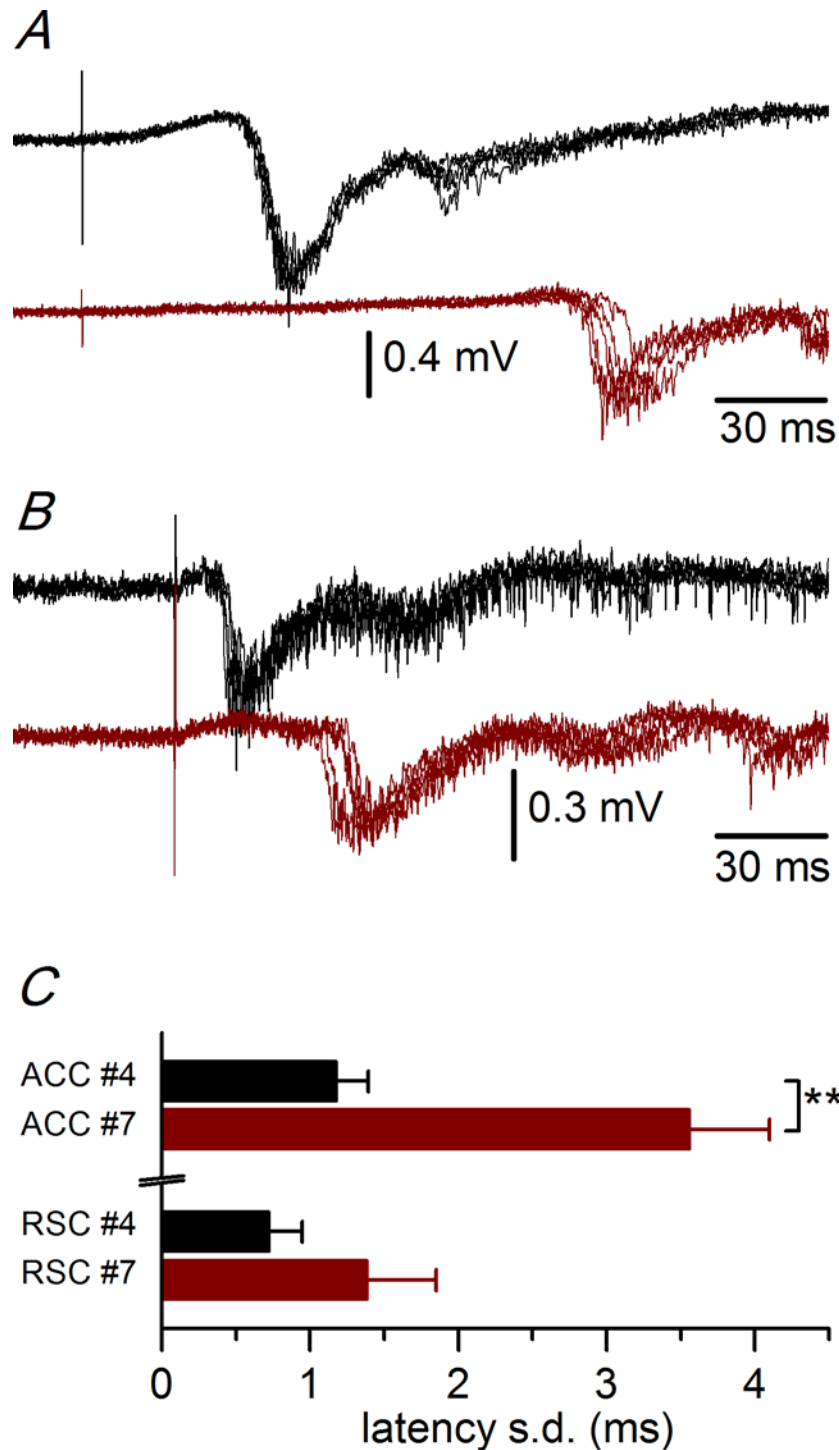 A
0.4 mV
30 ms
B
0.3 mV
30 ms
C
ACC #4
ACC #7
**
RSC #4
RSC #7
0 1 2 3 4
latency s.d. (ms)